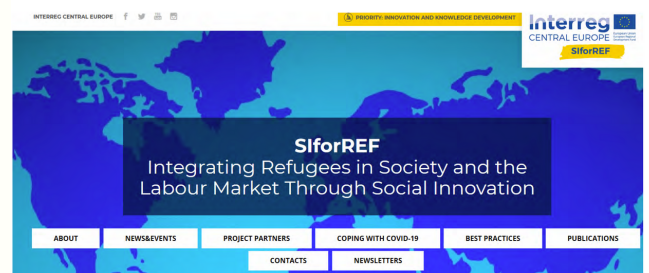 INTERREG CENTRAL EUROPE
PRIORITY: INNOVATION AND KNOWLEDGE DEVELOPMENT
Interreg
CENTRAL EUROPE
SIforREF
SIforREF
Integrating Refugees in Society and the
Labour Market Through Social Innovation
ABOUT
NEWS&EVENTS
PROJECT PARTNERS
COPING WITH COVID-19
BEST PRACTICES
PUBLICATIONS
CONTACTS
NEWSLETTERS